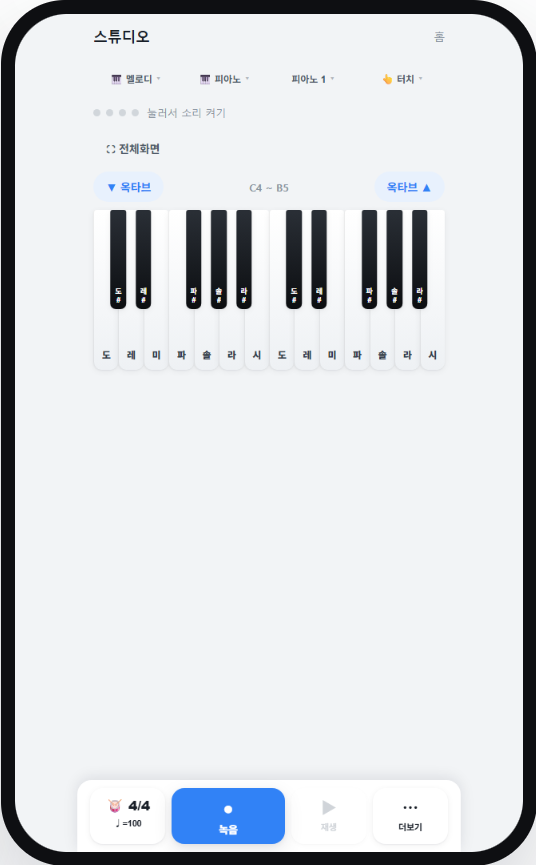 스튜디오 홈
멜로디 피아노 피아노 1 터치
눌러서 소리 켜기
전체화면
▼ 옥타브 C4 – B5 옥타브 ▲
도# 레# 파# 솔# 라# 도# 레# 파# 솔# 라#
도 레 미 파 솔 라 시 도 레 미 파 솔 라 시
4/4
♩=100
녹음 재생 더보기